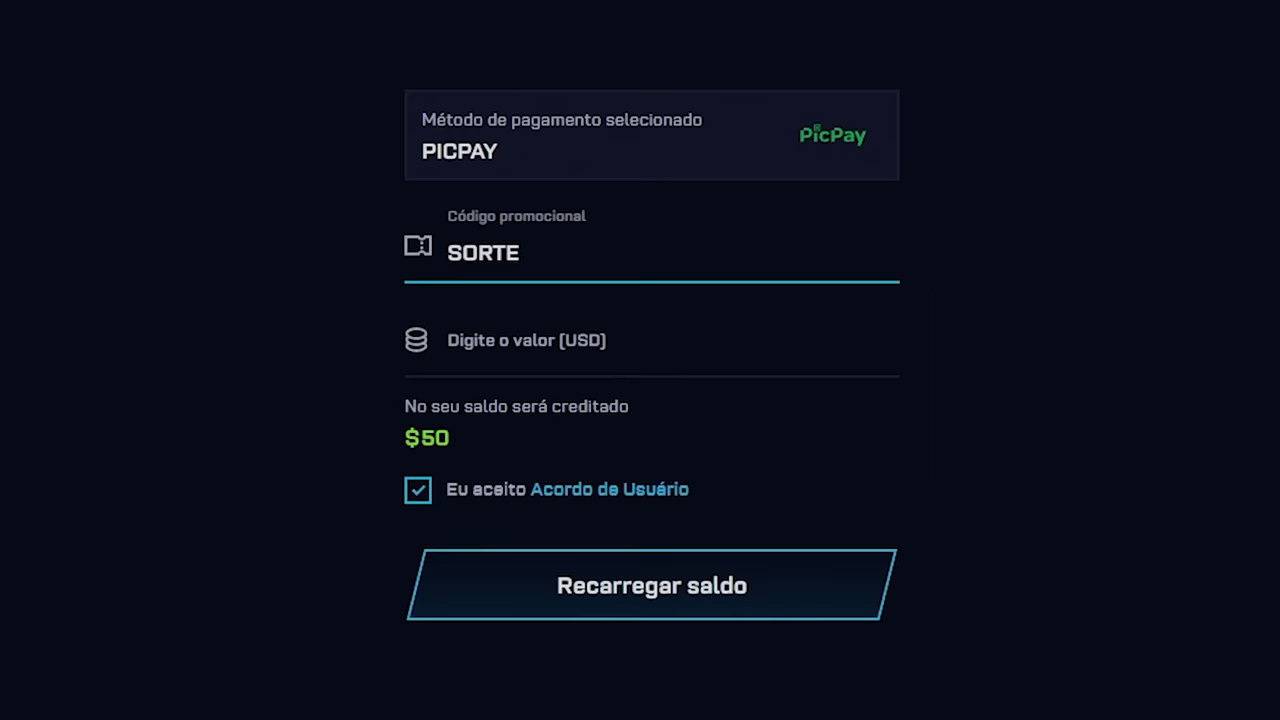 Método de pagamento selecionado
PICPAY
PicPay
Código promocional
SORTE
Digite o valor (USD)
No seu saldo será creditado
$50
Eu aceito Acordo de Usuário
Recarregar saldo